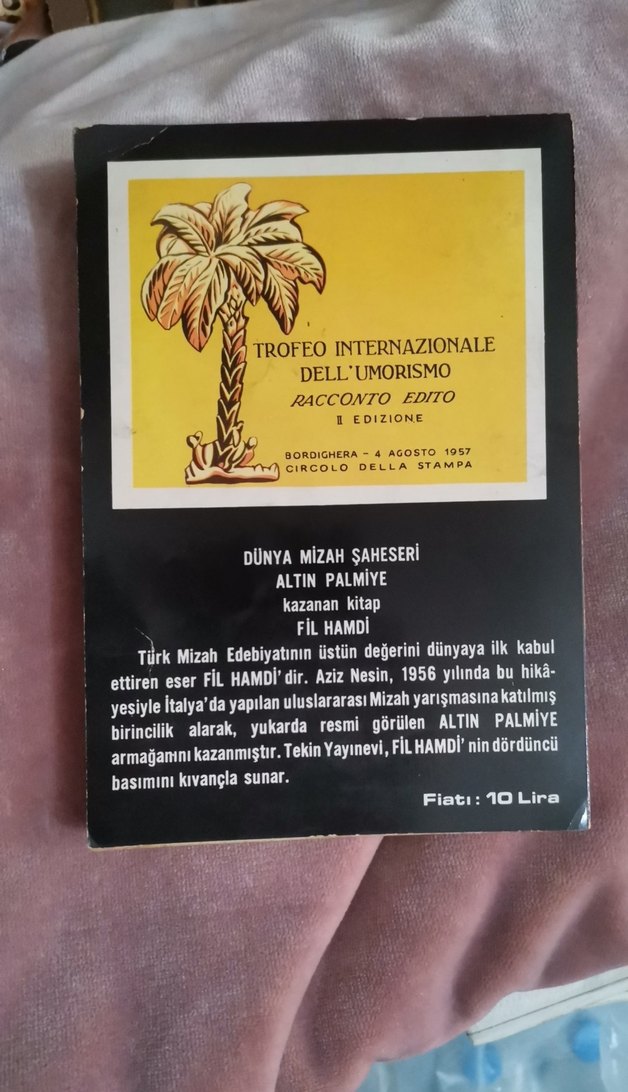 TROFEO INTERNAZIONALE
DELL'UMORISMO
RACCONTO EDITO
II EDIZIONE
BORDIGHERA - 4 AGOSTO 1957
CIRCOLO DELLA STAMPA
DÜNYA MİZAH ŞAHESERİ
ALTIN PALMİYE
kazanan kitap
FİL HAMDİ
Türk Mizah Edebiyatının üstün değerini dünyaya ilk kabul
ettiren eser FİL HAMDİ'dir. Aziz Nesin, 1956 yılında bu hikâ-
yesiyle İtalya'da yapılan uluslararası Mizah yarışmasına katılmış
birincilik alarak, yukarda resmi görülen ALTIN PALMİYE
armağanını kazanmıştır. Tekin Yayınevi, FİL HAMDİ' nin dördüncü
basımını kıvançla sunar.
Fiatı : 10 Lira